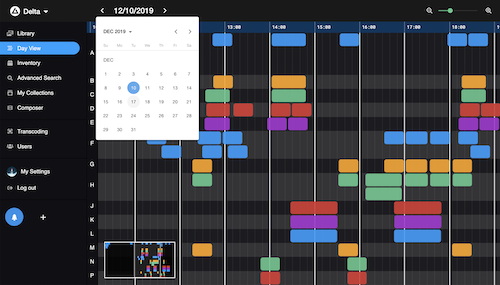 Delta
12/10/2019
Library
Day View
Inventory
Advanced Search
My Collections
Composer
Transcoding
Users
My Settings
Log out
DEC 2019
Su Mo Tu We Th Fr Sa
DEC
1 2 3 4 5 6 7
8 9 10 11 12 13 14
15 16 17 18 19 20 21
22 23 24 25 26 27 28
29 30 31
13:00 14:00 15:00 16:00 17:00 18:00
A
B
C
D
E
F
G
H
J
K
L
M
N
P